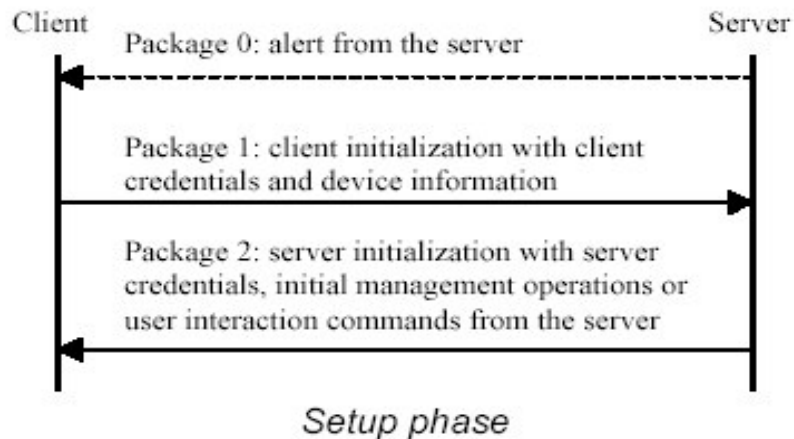 Client
Server
Package 0: alert from the server
Package 1: client initialization with client
credentials and device information
Package 2: server initialization with server
credentials, initial management operations or
user interaction commands from the server
Setup phase